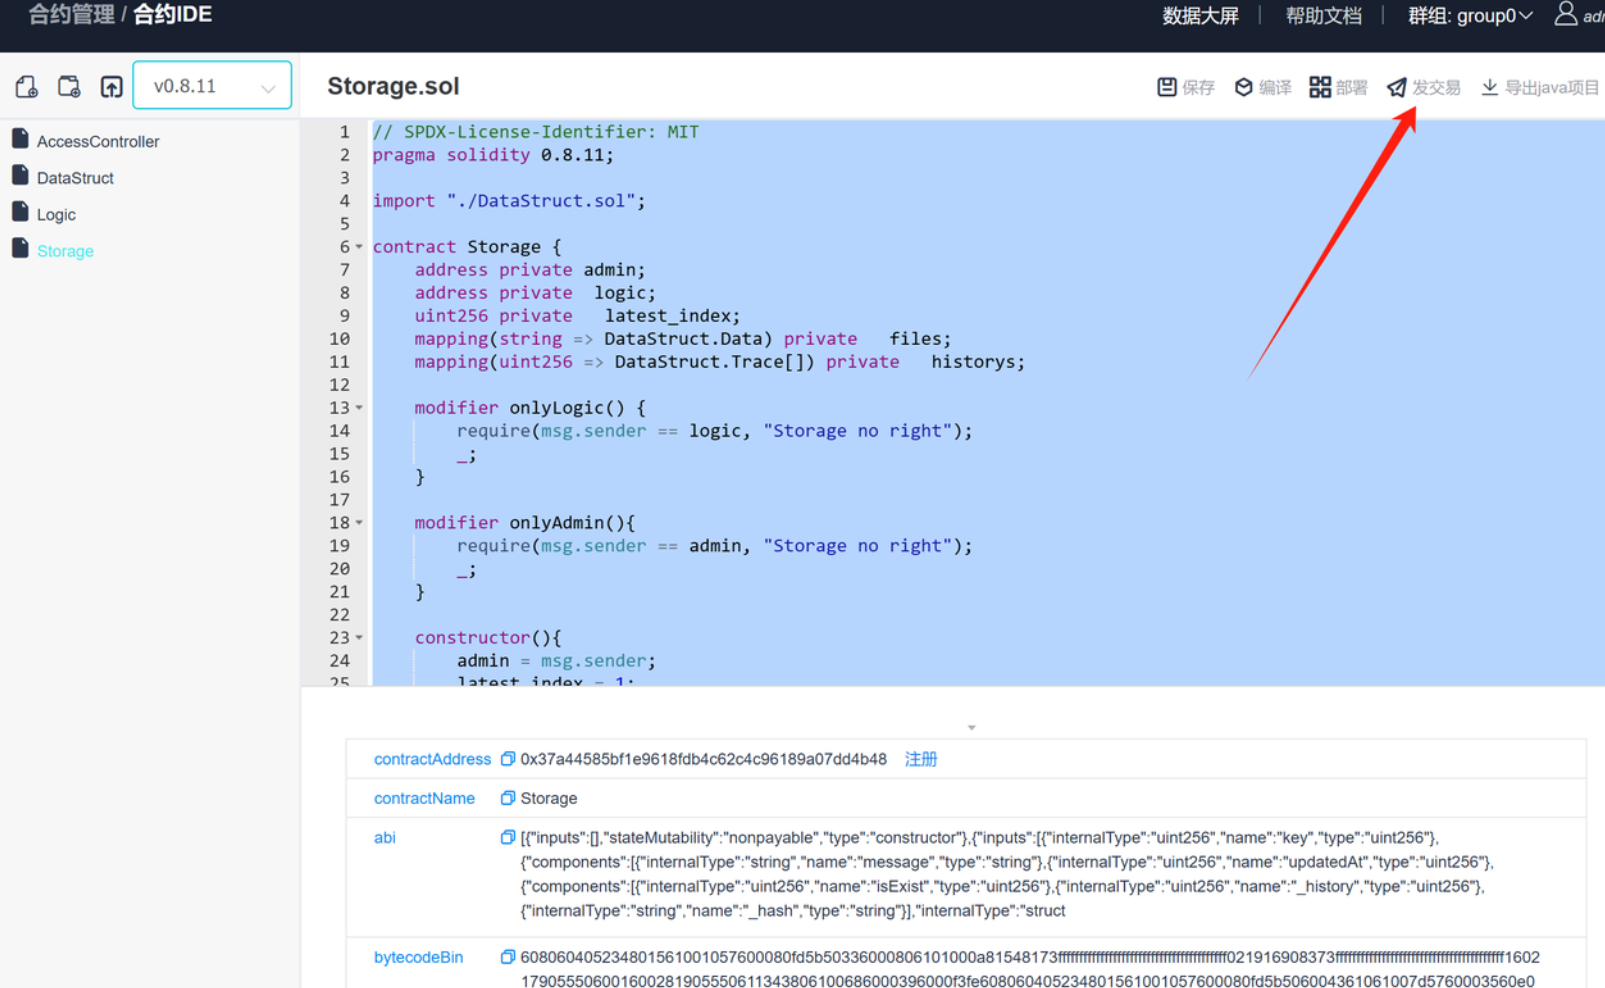 合约管理 / 合约IDE
数据大屏 | 帮助文档 | 群组: group0
v0.8.11
Storage.sol
保存 编译 部署 发交易 导出java项目
AccessController
DataStruct
Logic
Storage
1 // SPDX-License-Identifier: MIT
2 pragma solidity 0.8.11;
3
4 import "./DataStruct.sol";
5
6 contract Storage {
7 address private admin;
8 address private logic;
9 uint256 private latest_index;
10 mapping(string => DataStruct.Data) private files;
11 mapping(uint256 => DataStruct.Trace[]) private historys;
12
13 modifier onlyLogic() {
14 require(msg.sender == logic, "Storage no right");
15 _;
16 }
17
18 modifier onlyAdmin(){
19 require(msg.sender == admin, "Storage no right");
20 _;
21 }
22
23 constructor(){
24 admin = msg.sender;
25 latest_index = 1;
contractAddress 0x37a44585bf1e9618fdb4c62c4c96189a07dd4b48 注册
contractName Storage
abi [{"inputs":[],"stateMutability":"nonpayable","type":"constructor"},{"inputs":[{"internalType":"uint256","name":"key","type":"uint256"},
{"components":[{"internalType":"string","name":"message","type":"string"},{"internalType":"uint256","name":"updatedAt","type":"uint256"},
{"components":[{"internalType":"uint256","name":"isExist","type":"uint256"},{"internalType":"uint256","name":"_history","type":"uint256"},
{"internalType":"string","name":"_hash","type":"string"}],"internalType":"struct
bytecodeBin